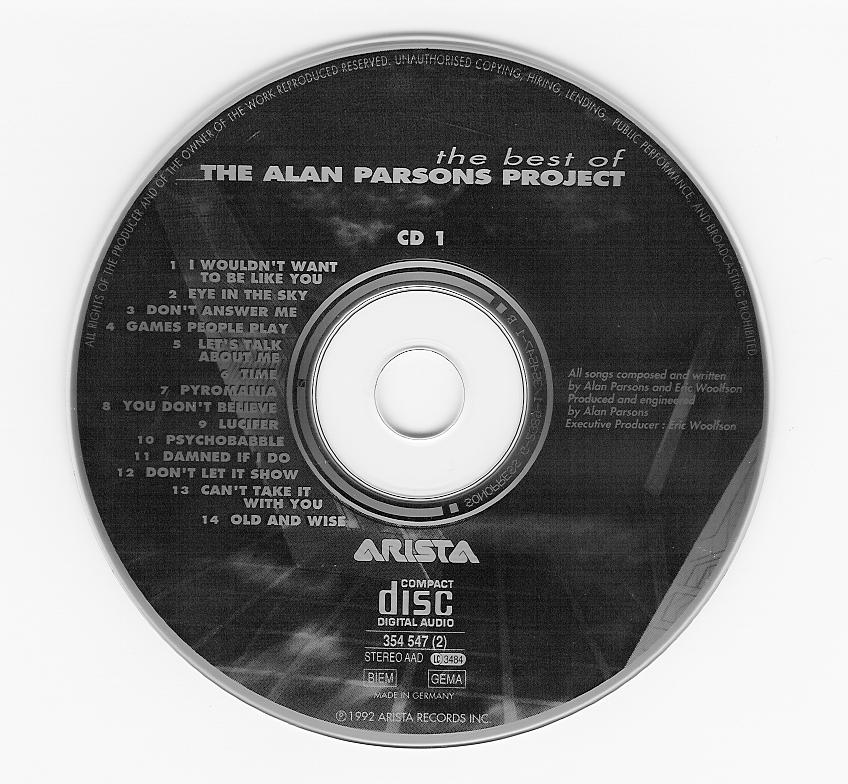 ALL RIGHTS OF THE PRODUCER AND OF THE OWNER OF THE WORK REPRODUCED RESERVED. UNAUTHORISED COPYING, HIRING, LENDING, PUBLIC PERFORMANCE, AND BROADCASTING PROHIBITED
the best of
THE ALAN PARSONS PROJECT
CD 1
1 I WOULDN'T WANT
TO BE LIKE YOU
2 EYE IN THE SKY
3 DON'T ANSWER ME
4 GAMES PEOPLE PLAY
5 LET'S TALK
ABOUT ME
6 TIME
7 PYROMANIA
8 YOU DON'T BELIEVE
9 LUCIFER
10 PSYCHOBABBLE
11 DAMNED IF I DO
12 DON'T LET IT SHOW
13 CAN'T TAKE IT
WITH YOU
14 OLD AND WISE
All songs composed and written
by Alan Parsons and Eric Woolfson
Produced and engineered
by Alan Parsons
Executive Producer : Eric Woolfson
SONOPRESS
ARISTA
COMPACT
disc
DIGITAL AUDIO
354 547 (2)
STEREO AAD LC 3484
BIEM GEMA
MADE IN GERMANY
℗ 1992 ARISTA RECORDS INC.